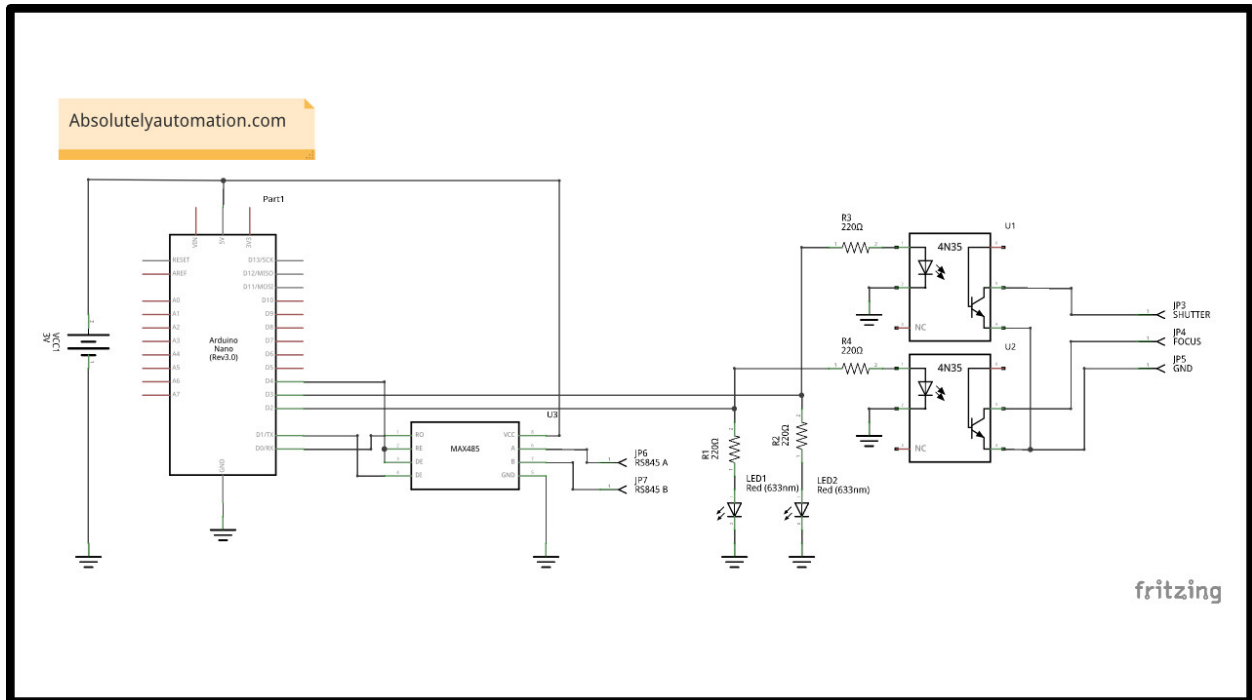 Absolutelyautomation.com
Part1
VIN
5V
3V3
RESET
AREF
A0
A1
A2
A3
A4
A5
A6
A7
D13/SCK
D12/MISO
D11/MOSI
D10
D9
D8
D7
D6
D5
D4
D3
D2
D1/TX
D0/RX
GND
Arduino
Nano
(Rev3.0)
VCC1
3V
U3
MAX485
RO
RE
DE
DI
VCC
A
B
GND
JP6
RS845 A
JP7
RS845 B
R1
220Ω
R2
220Ω
LED1
Red (633nm)
LED2
Red (633nm)
R3
220Ω
R4
220Ω
U1
4N35
NC
U2
4N35
NC
JP3
SHUTTER
JP4
FOCUS
JP5
GND
fritzing